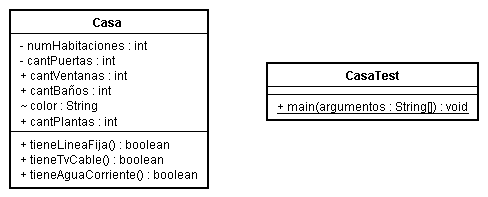 Casa
- numHabitaciones : int
- cantPuertas : int
+ cantVentanas : int
+ cantBaños : int
~ color : String
+ cantPlantas : int
+ tieneLineaFija() : boolean
+ tieneTvCable() : boolean
+ tieneAguaCorriente() : boolean
CasaTest
+ main(argumentos : String[]) : void